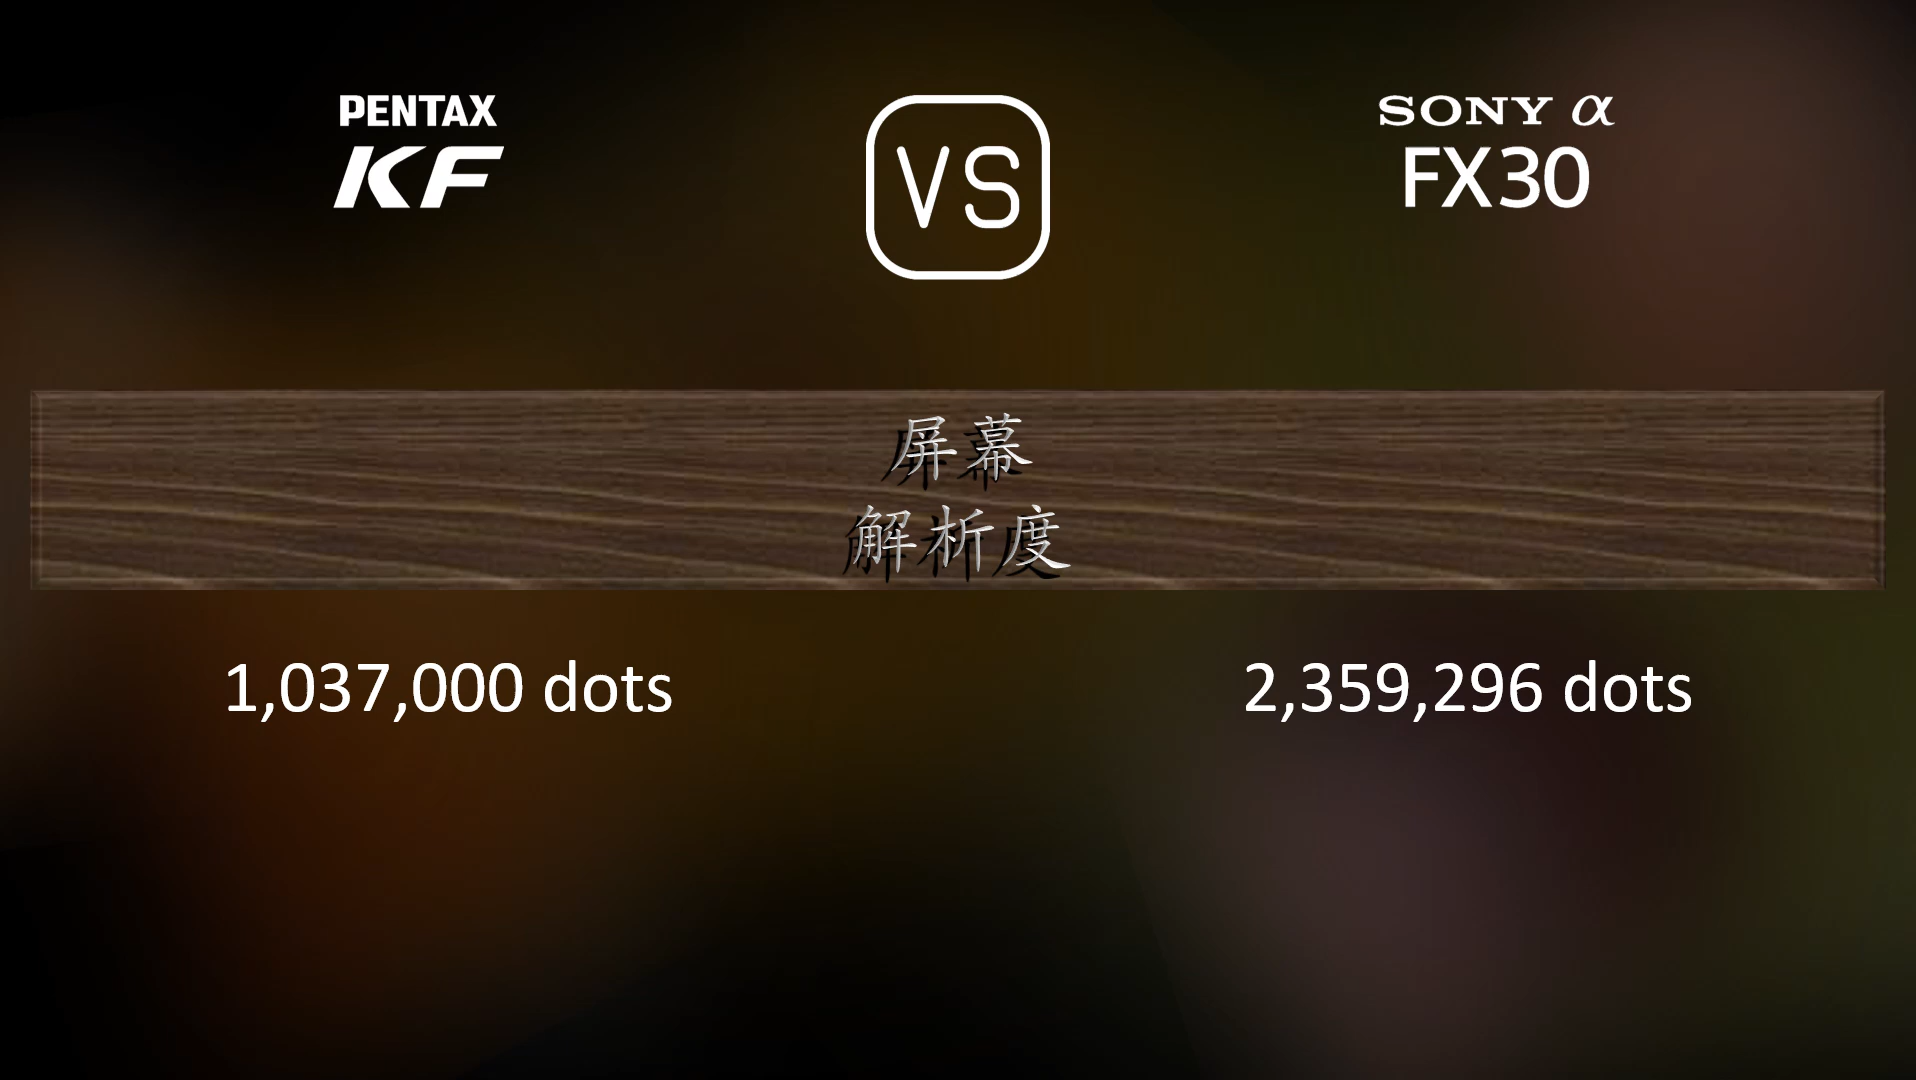 PENTAX
KF
VS
SONY α
FX30
屏幕
解析度
1,037,000 dots
2,359,296 dots